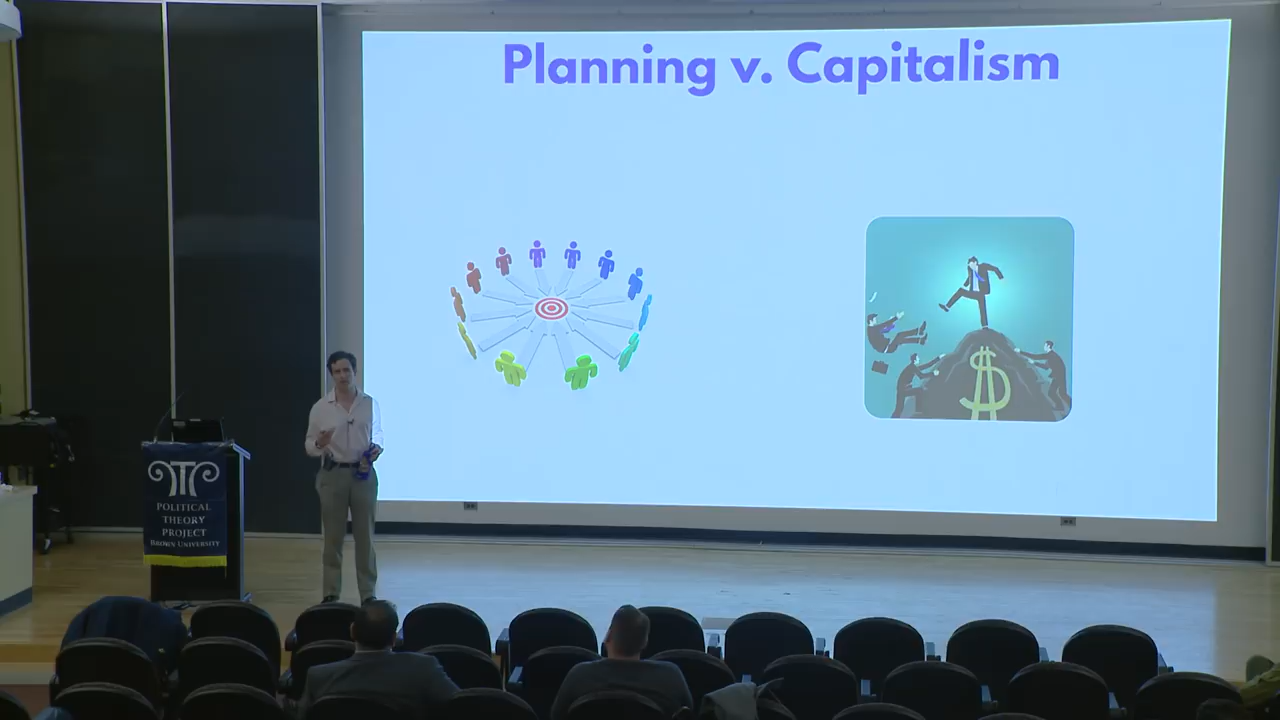 Planning v. Capitalism
$
POLITICAL
THEORY
PROJECT
BROWN UNIVERSITY